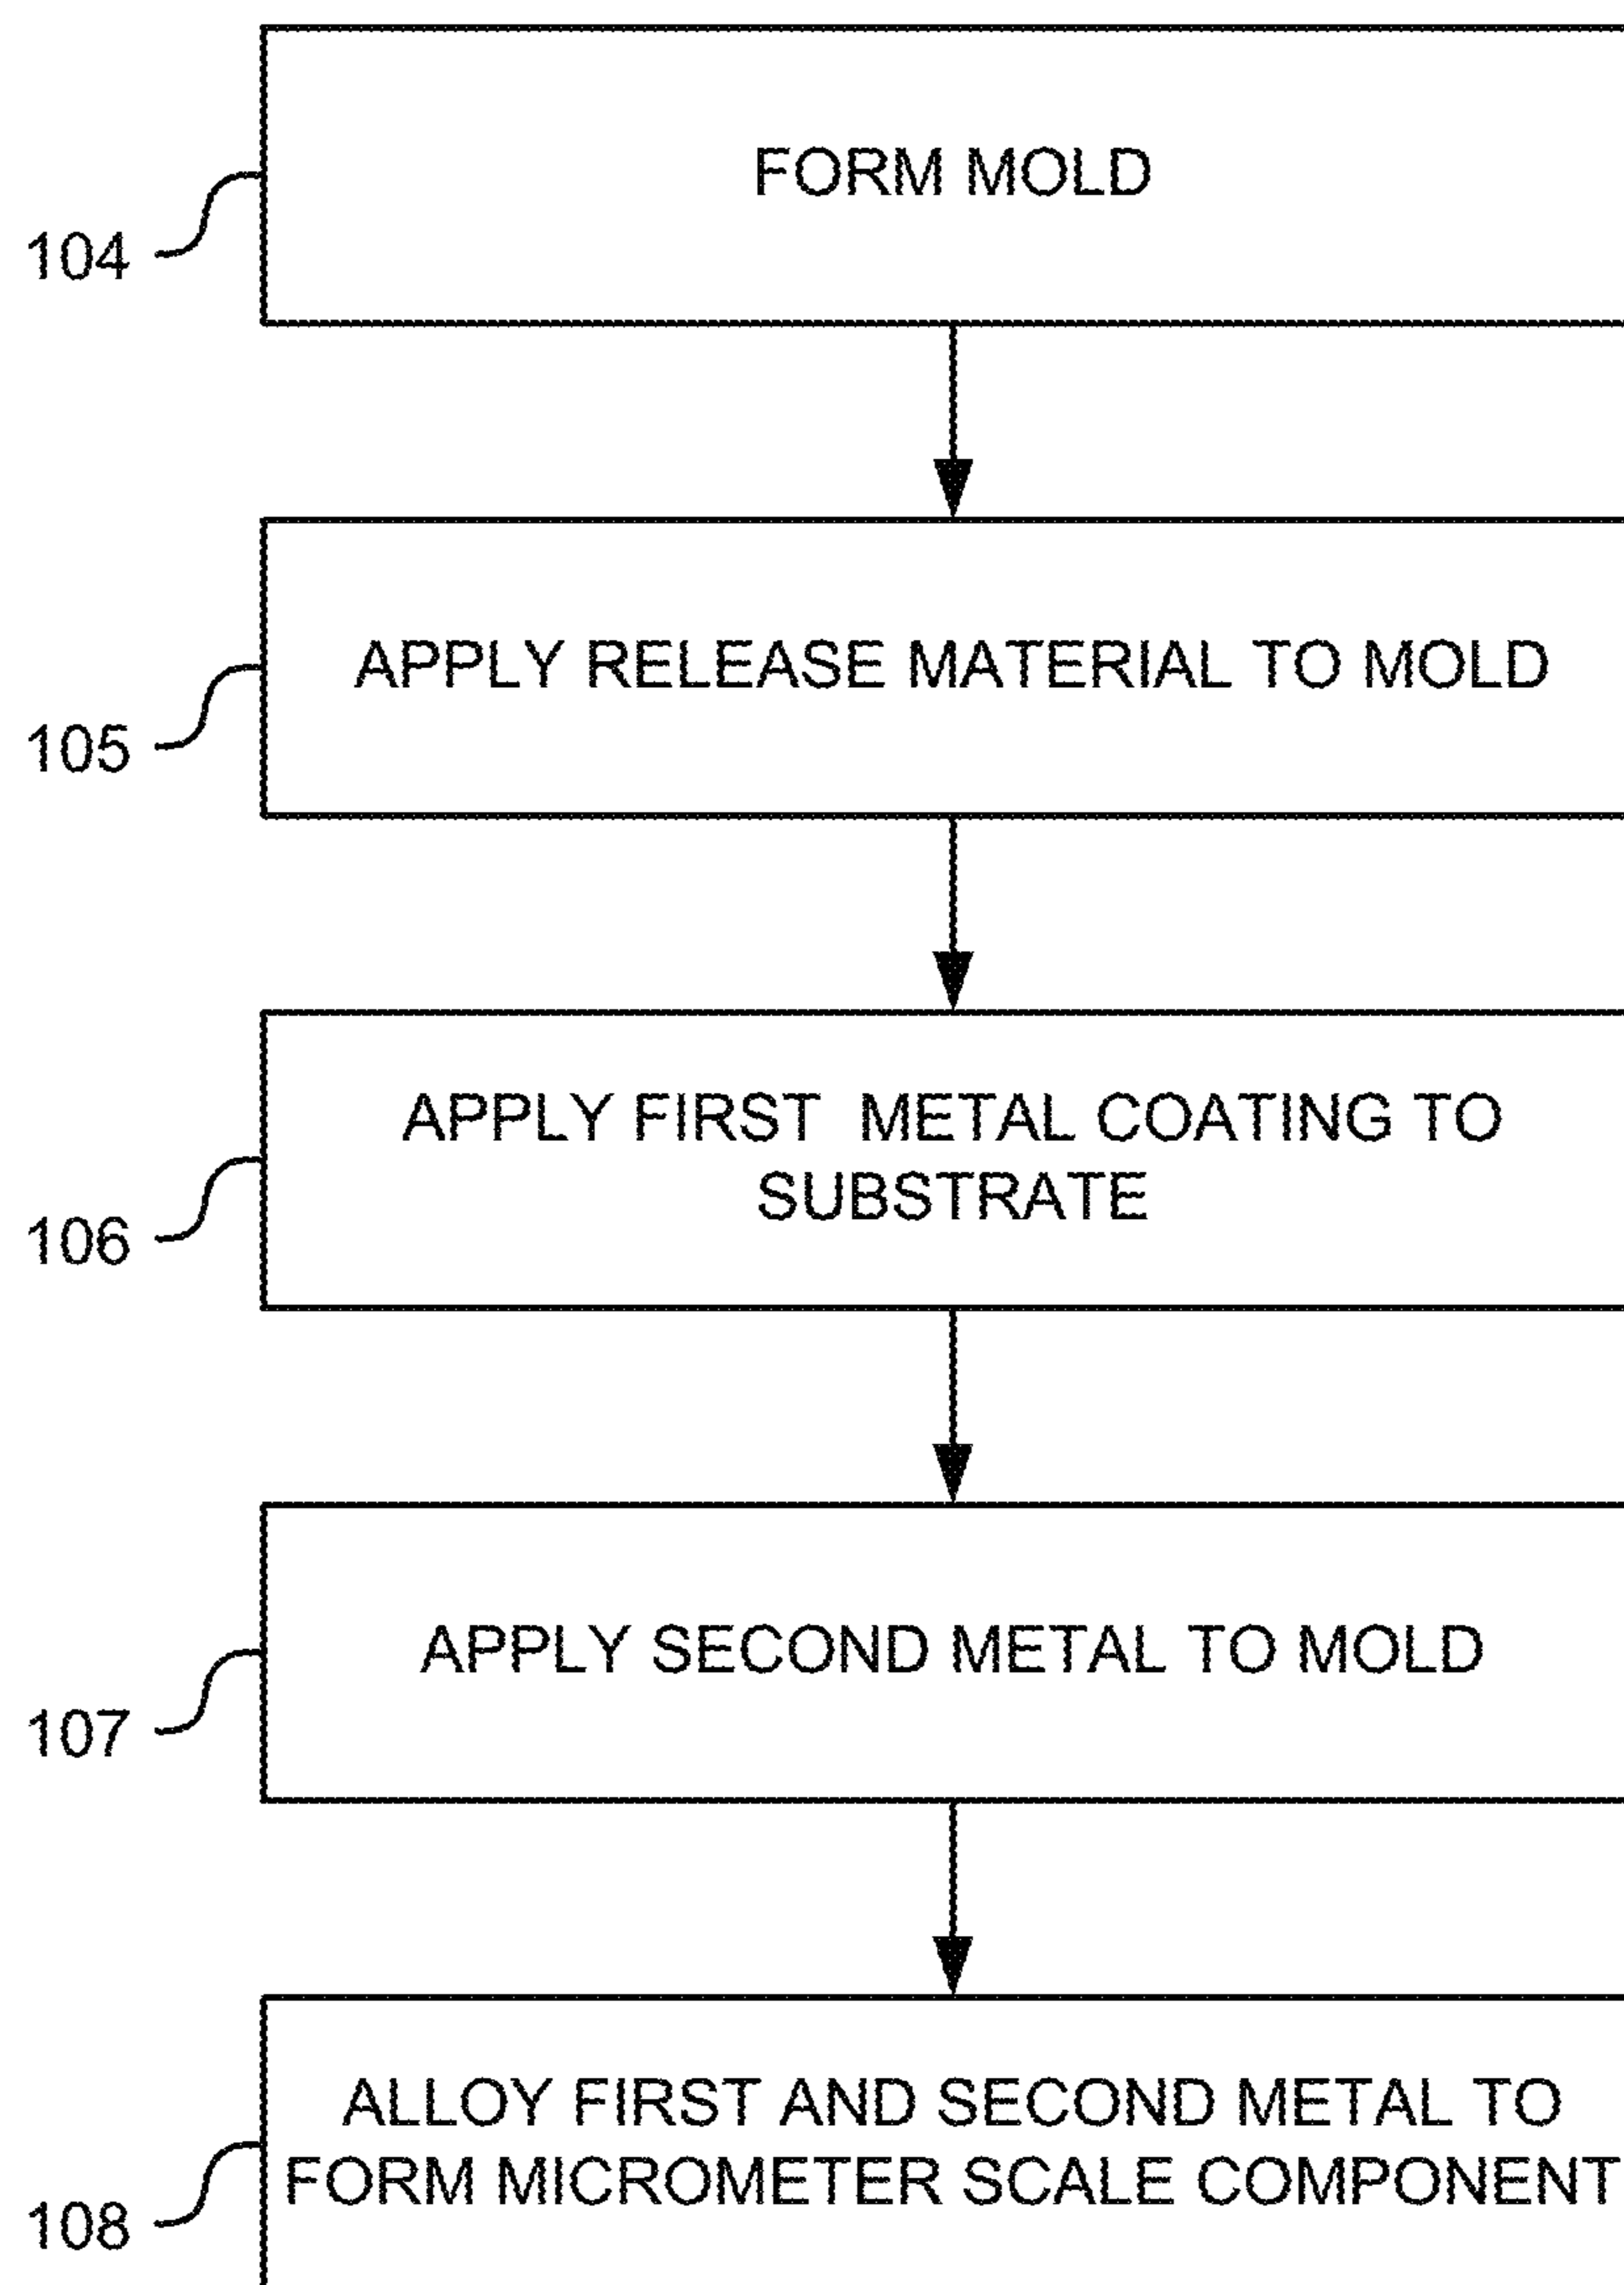 FORM MOLD
104
APPLY RELEASE MATERIAL TO MOLD
105
APPLY FIRST METAL COATING TO
SUBSTRATE
106
APPLY SECOND METAL TO MOLD
107
ALLOY FIRST AND SECOND METAL TO
FORM MICROMETER SCALE COMPONENT
108